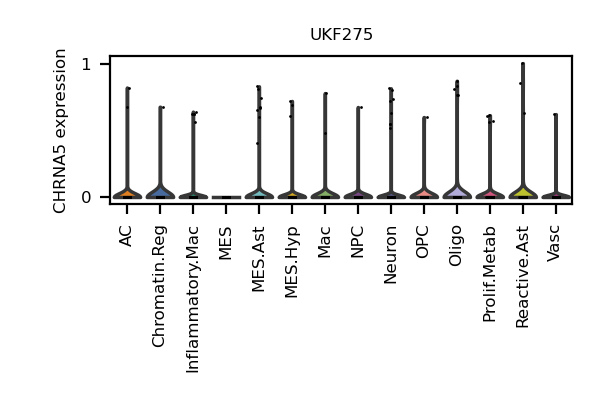 UKF275
CHRNA5 expression
1
0
AC
Chromatin.Reg
Inflammatory.Mac
MES
MES.Ast
MES.Hyp
Mac
NPC
Neuron
OPC
Oligo
Prolif.Metab
Reactive.Ast
Vasc